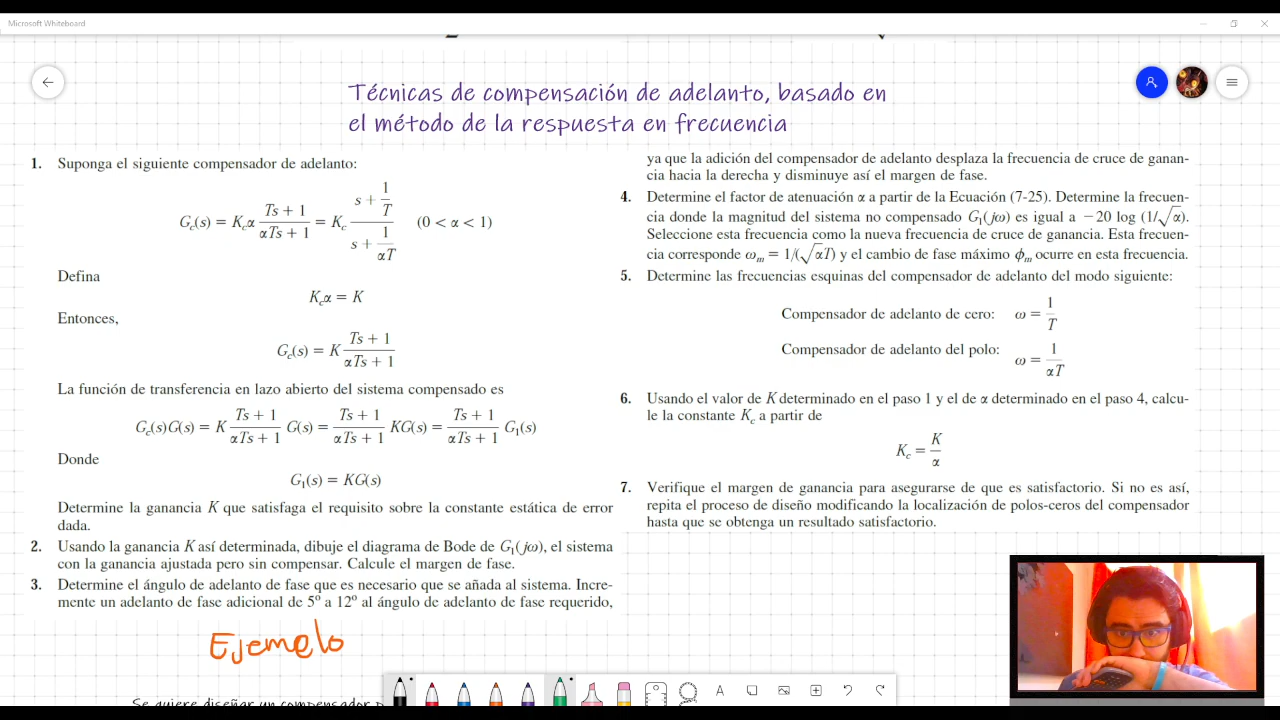 Microsoft Whiteboard
Técnicas de compensación de adelanto, basado en
el método de la respuesta en frecuencia
1. Suponga el siguiente compensador de adelanto:
G_c(s) = K_cα (Ts + 1)/(αTs + 1) = K_c (s + 1/T)/(s + 1/(αT)) (0 < α < 1)
Defina
K_cα = K
Entonces,
G_c(s) = K (Ts + 1)/(αTs + 1)
La función de transferencia en lazo abierto del sistema compensado es
G_c(s)G(s) = K (Ts + 1)/(αTs + 1) G(s) = (Ts + 1)/(αTs + 1) KG(s) = (Ts + 1)/(αTs + 1) G_1(s)
Donde
G_1(s) = KG(s)
Determine la ganancia K que satisfaga el requisito sobre la constante estática de error
dada.
2. Usando la ganancia K así determinada, dibuje el diagrama de Bode de G_1(jω), el sistema
con la ganancia ajustada pero sin compensar. Calcule el margen de fase.
3. Determine el ángulo de adelanto de fase que es necesario que se añada al sistema. Incre-
mente un adelanto de fase adicional de 5º a 12º al ángulo de adelanto de fase requerido,
ya que la adición del compensador de adelanto desplaza la frecuencia de cruce de ganan-
cia hacia la derecha y disminuye así el margen de fase.
4. Determine el factor de atenuación α a partir de la Ecuación (7-25). Determine la frecuen-
cia donde la magnitud del sistema no compensado G_1(jω) es igual a −20 log (1/√α).
Seleccione esta frecuencia como la nueva frecuencia de cruce de ganancia. Esta frecuen-
cia corresponde ω_m = 1/(√αT) y el cambio de fase máximo ϕ_m ocurre en esta frecuencia.
5. Determine las frecuencias esquinas del compensador de adelanto del modo siguiente:
Compensador de adelanto de cero: ω = 1/T
Compensador de adelanto del polo: ω = 1/(αT)
6. Usando el valor de K determinado en el paso 1 y el de α determinado en el paso 4, calcu-
le la constante K_c a partir de
K_c = K/α
7. Verifique el margen de ganancia para asegurarse de que es satisfactorio. Si no es así,
repita el proceso de diseño modificando la localización de polos-ceros del compensador
hasta que se obtenga un resultado satisfactorio.
Ejemplo
Se quiere diseñar un compensador
A